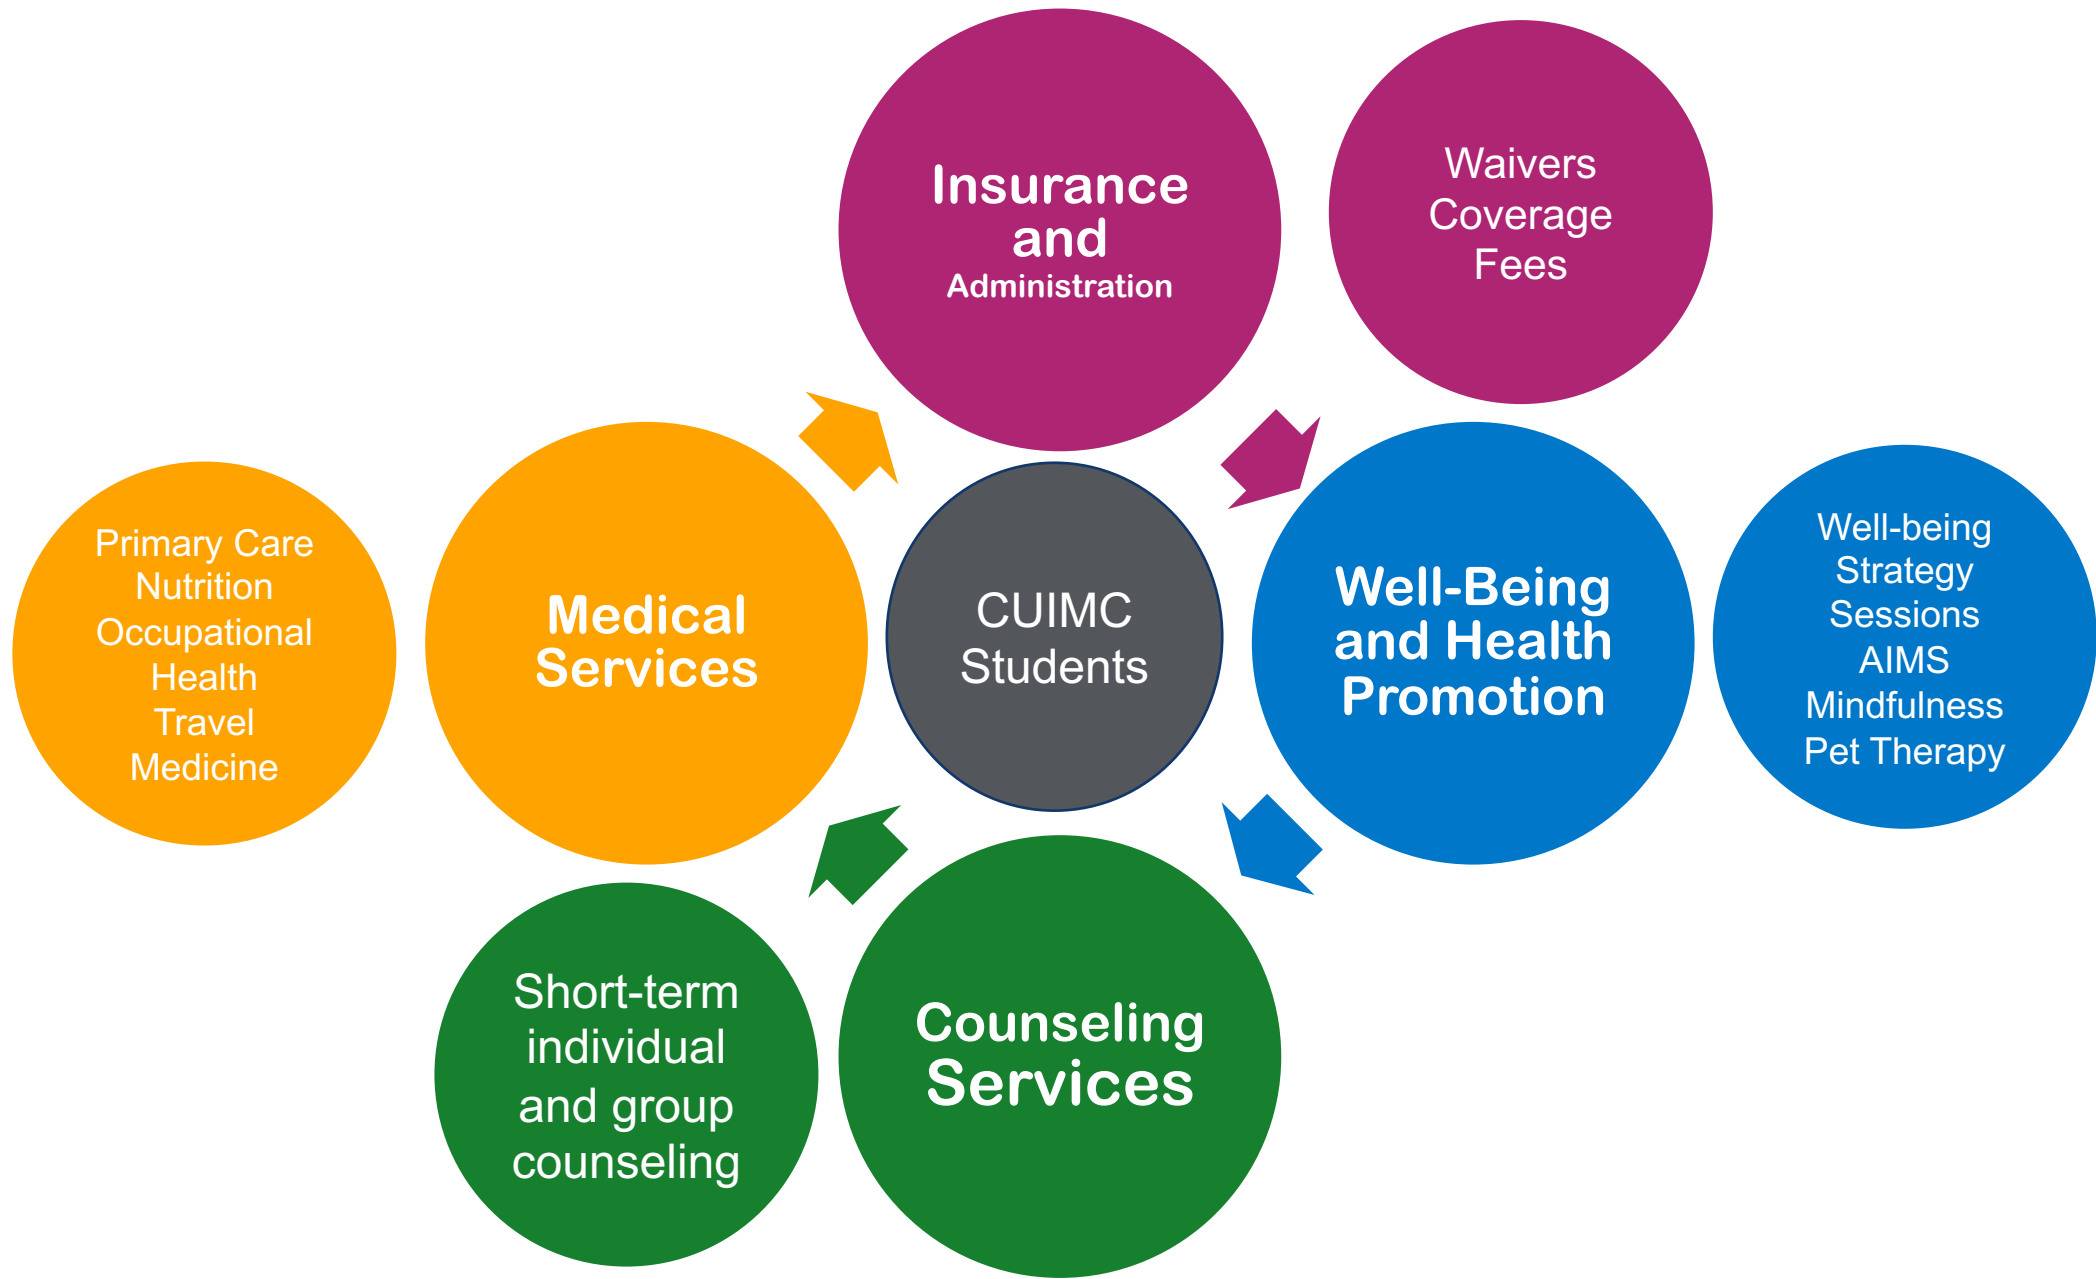 Insurance
and
Administration
Waivers
Coverage
Fees
Primary Care
Nutrition
Occupational
Health
Travel
Medicine
Medical
Services
CUIMC
Students
Well-Being
and Health
Promotion
Well-being
Strategy
Sessions
AIMS
Mindfulness
Pet Therapy
Short-term
individual
and group
counseling
Counseling
Services